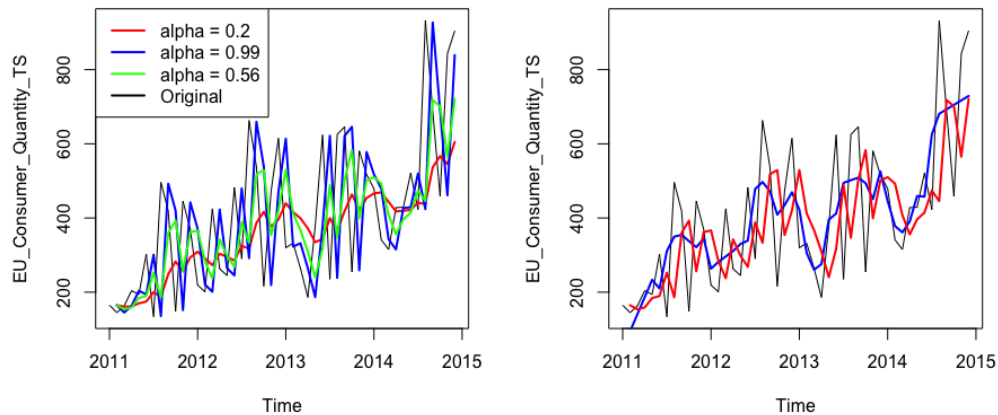 EU_Consumer_Quantity_TS
800
600
400
200
alpha = 0.2
alpha = 0.99
alpha = 0.56
Original
2011 2012 2013 2014 2015
Time
EU_Consumer_Quantity_TS
800
600
400
200
2011 2012 2013 2014 2015
Time